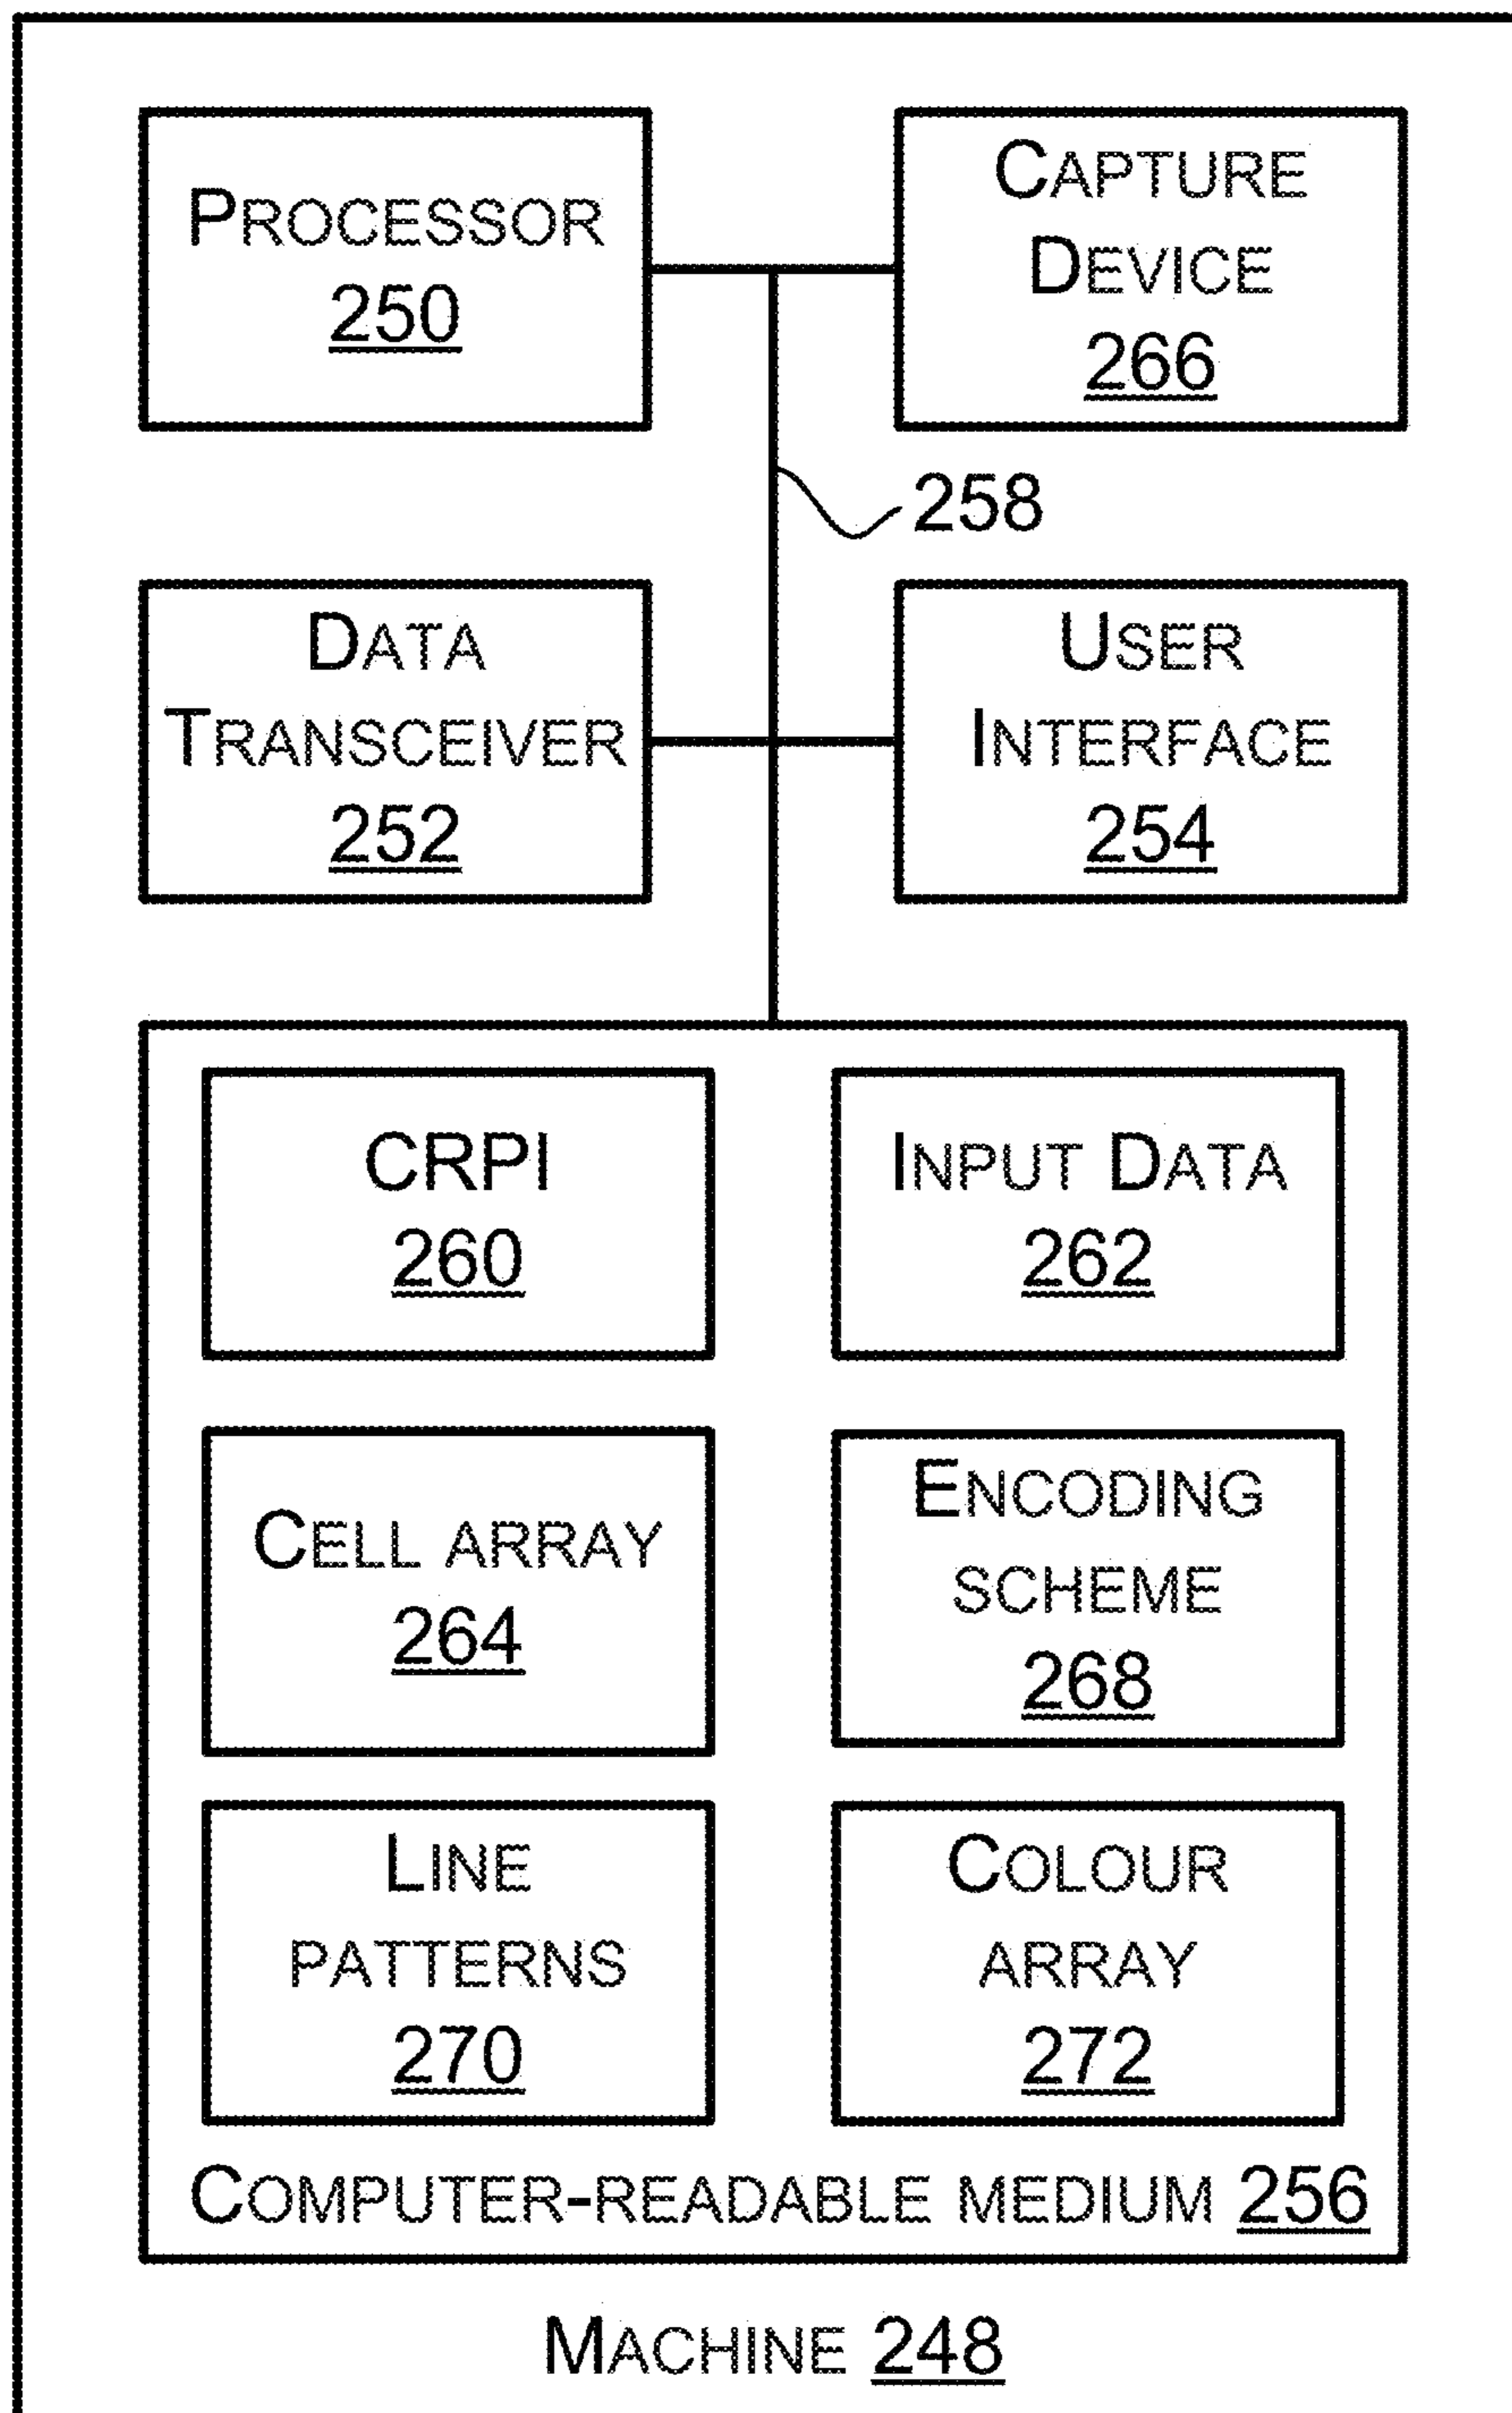 PROCESSOR
250
CAPTURE
DEVICE
266
258
DATA
TRANSCEIVER
252
USER
INTERFACE
254
CRPI
260
INPUT DATA
262
CELL ARRAY
264
ENCODING
SCHEME
268
LINE
PATTERNS
270
COLOUR
ARRAY
272
COMPUTER-READABLE MEDIUM 256
MACHINE 248